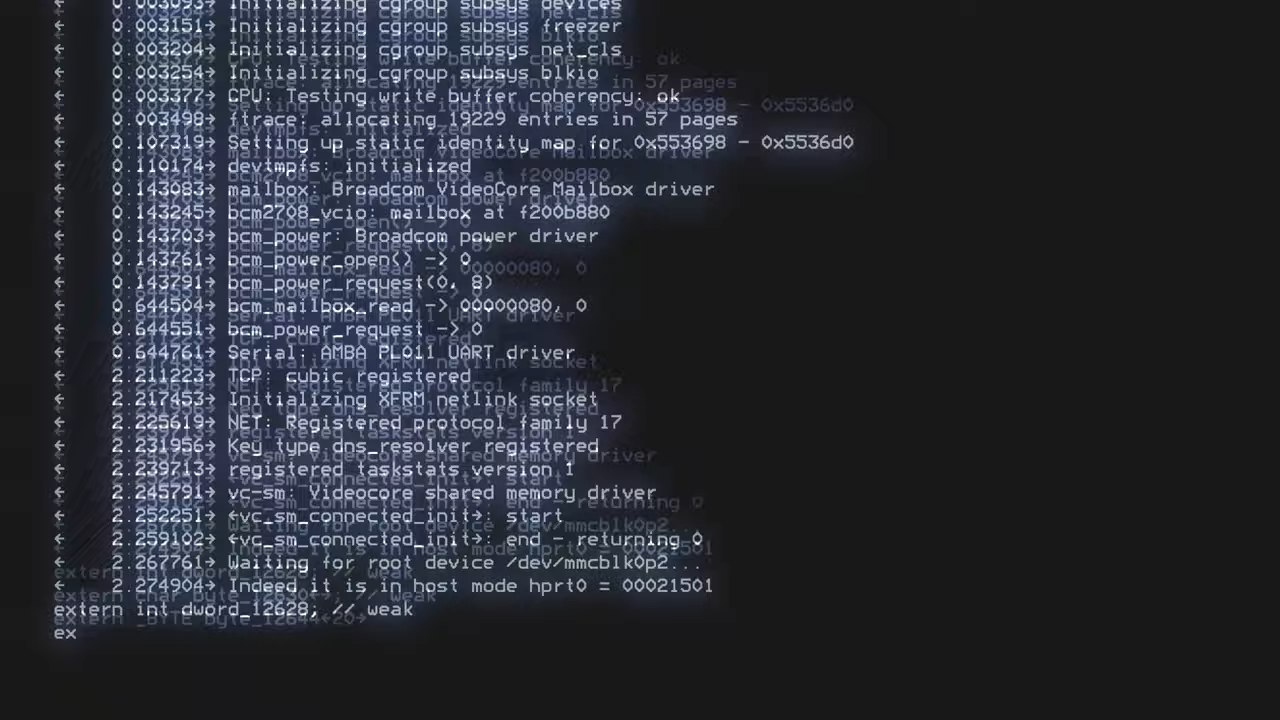 ← 0.003093→ Initializing cgroup subsys devices
← 0.003151→ Initializing cgroup subsys freezer
← 0.003204→ Initializing cgroup subsys net_cls
← 0.003254→ Initializing cgroup subsys blkio
← 0.003377→ CPU: Testing write buffer coherency: ok
← 0.003498→ ftrace: allocating 19229 entries in 57 pages
← 0.107319→ Setting up static identity map for 0x553698 - 0x5536d0
← 0.110174→ devtmpfs: initialized
← 0.143083→ mailbox: Broadcom VideoCore Mailbox driver
← 0.143245→ bcm2708_vcio: mailbox at f200b880
← 0.143703→ bcm_power: Broadcom power driver
← 0.143761→ bcm_power_open() -> 0
← 0.143791→ bcm_power_request(0, 8)
← 0.644504→ bcm_mailbox_read -> 00000080, 0
← 0.644551→ bcm_power_request -> 0
← 0.644761→ Serial: AMBA PL011 UART driver
← 2.211223→ TCP: cubic registered
← 2.217453→ Initializing XFRM netlink socket
← 2.225619→ NET: Registered protocol family 17
← 2.231956→ Key type dns_resolver registered
← 2.239713→ registered taskstats version 1
← 2.245791→ vc-sm: Videocore shared memory driver
← 2.252251→ ←vc_sm_connected_init→: start
← 2.259102→ ←vc_sm_connected_init→: end - returning 0
← 2.267761→ Waiting for root device /dev/mmcblk0p2...
← 2.274904→ Indeed it is in host mode hprt0 = 00021501
extern int dword_12628; // weak
ex